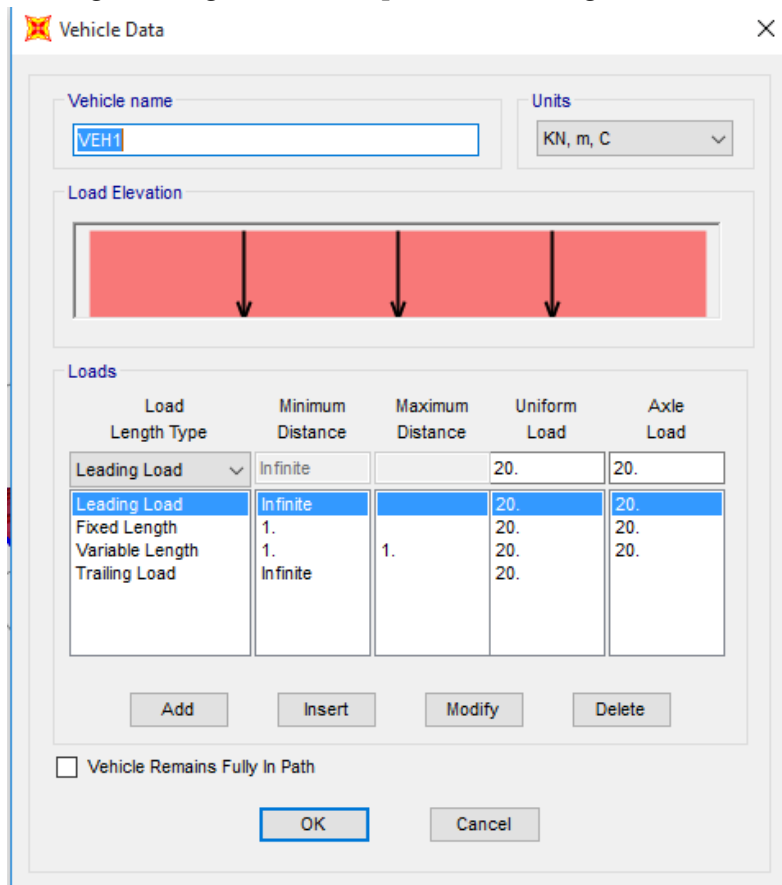 Vehicle Data
Vehicle name
Units
VEH1
KN, m, C
Load Elevation
Loads
Load Length Type Minimum Distance Maximum Distance Uniform Load Axle Load
Leading Load Infinite 20. 20.
Leading Load Infinite 20. 20.
Fixed Length 1. 20. 20.
Variable Length 1. 1. 20. 20.
Trailing Load Infinite 20.
Add Insert Modify Delete
Vehicle Remains Fully In Path
OK Cancel